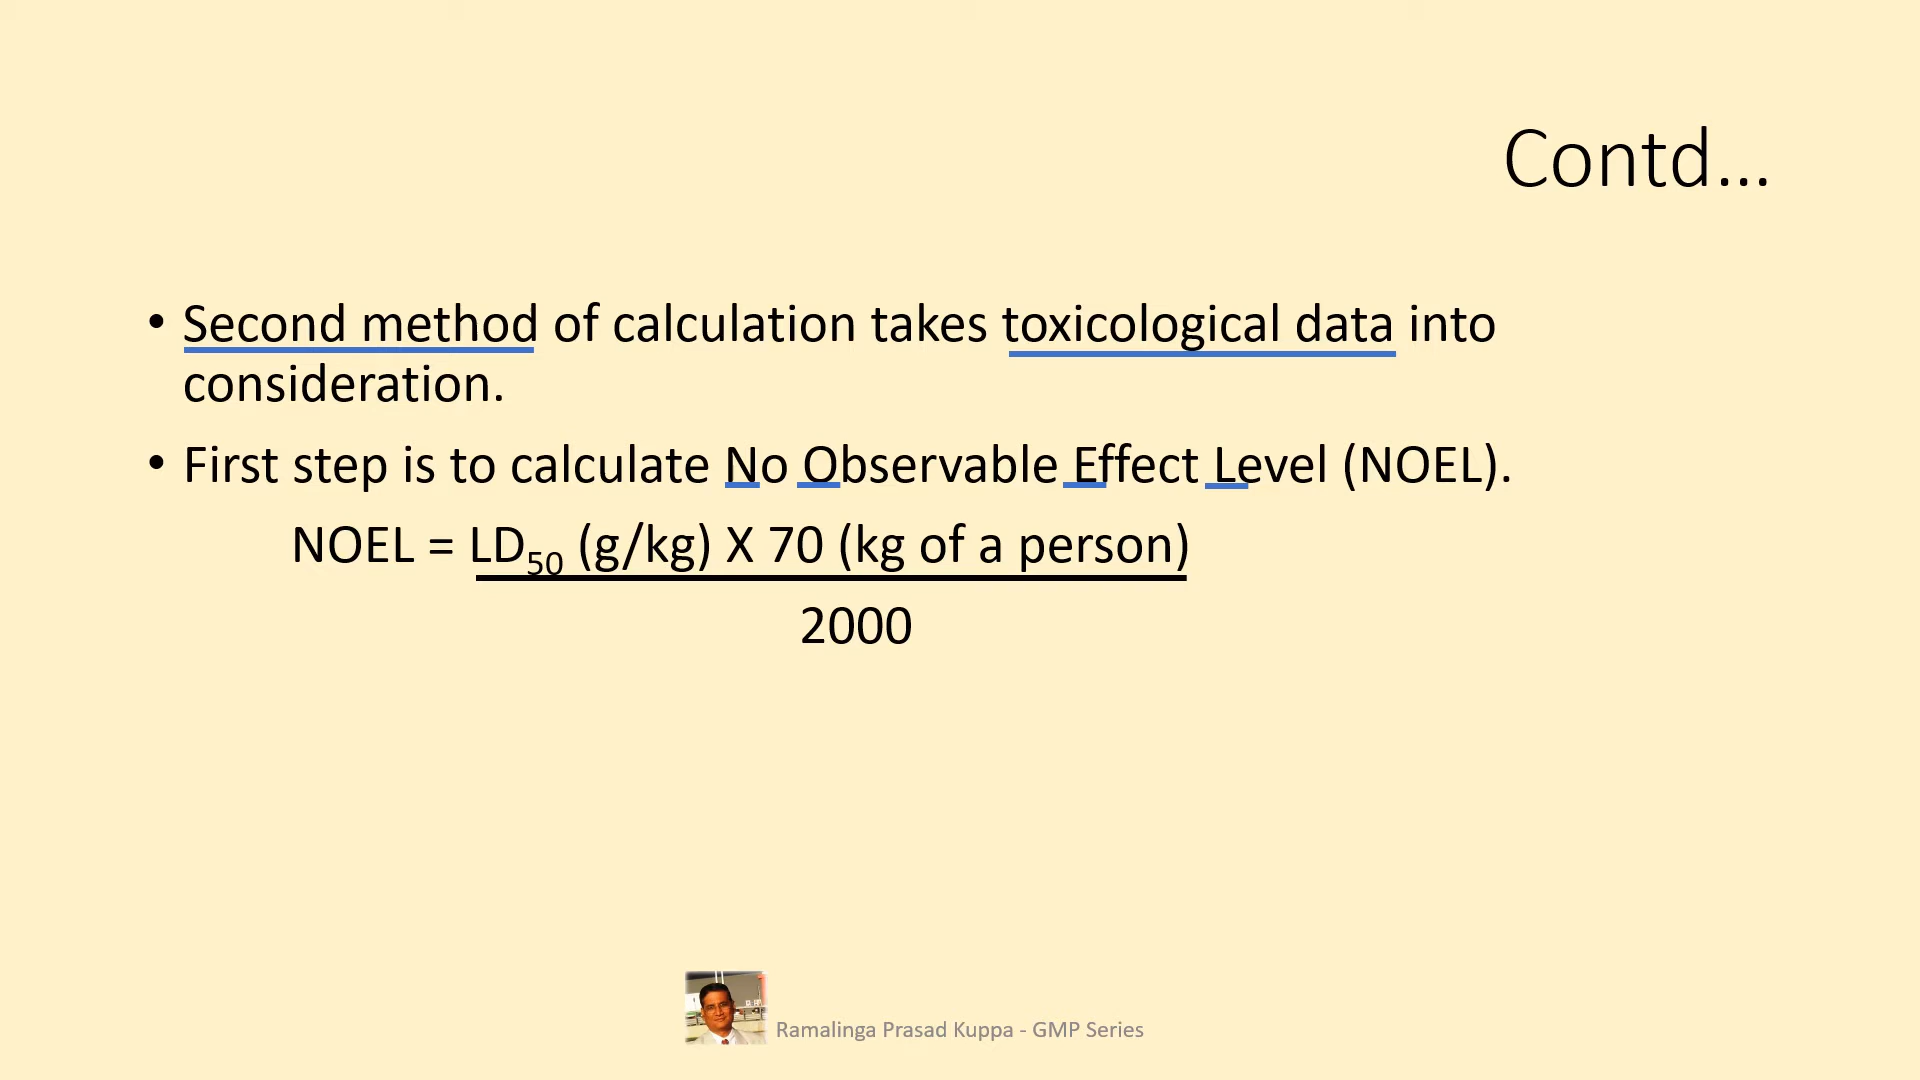 Contd...
• Second method of calculation takes toxicological data into
consideration.
• First step is to calculate No Observable Effect Level (NOEL).
NOEL = LD₅₀ (g/kg) X 70 (kg of a person)
2000
Ramalinga Prasad Kuppa - GMP Series